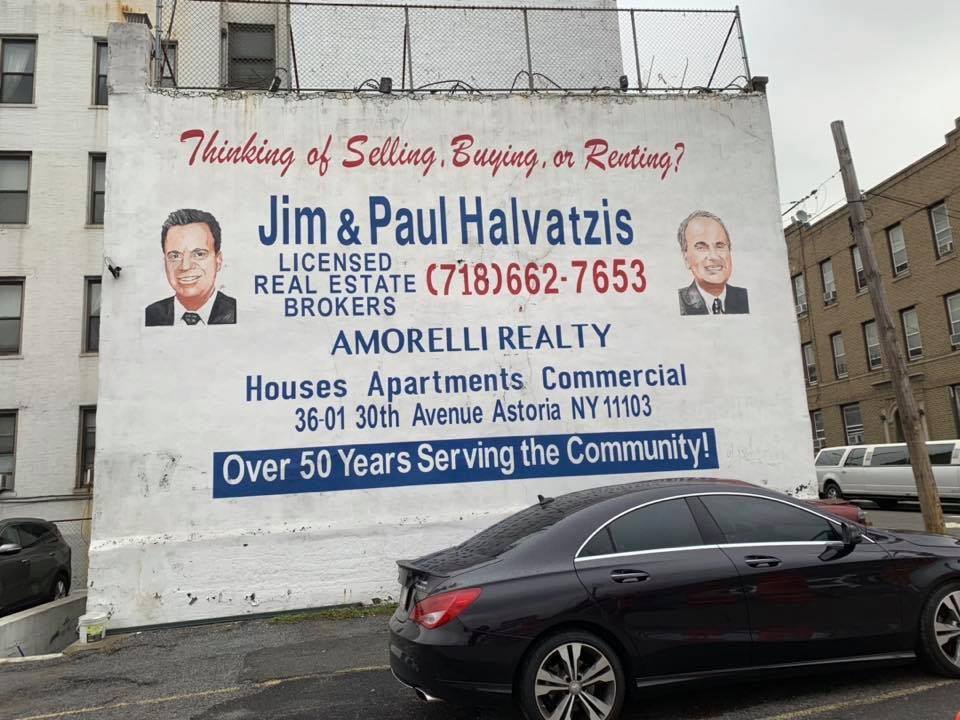 Thinking of Selling, Buying, or Renting?
Jim & Paul Halvatzis
LICENSED
REAL ESTATE
BROKERS
(718)662-7653
AMORELLI REALTY
Houses Apartments Commercial
36-01 30th Avenue Astoria NY 11103
Over 50 Years Serving the Community!